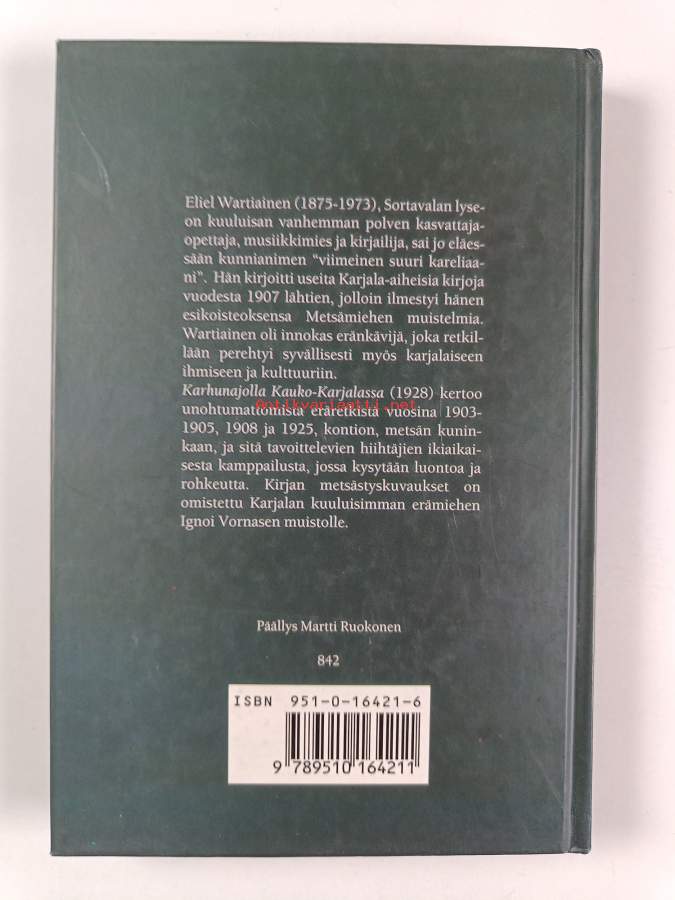 Eliel Wartiainen (1875-1973), Sortavalan lyse-
on kuuluisan vanhemman polven kasvattaja-
opettaja, musiikkimies ja kirjailija, sai jo eläes-
sään kunnianimen “viimeinen suuri kareliaa-
ni”. Hän kirjoitti useita Karjala-aiheisia kirjoja
vuodesta 1907 lähtien, jolloin ilmestyi hänen
esikoisteoksensa Metsämiehen muistelmia.
Wartiainen oli innokas eränkävijä, joka retkil-
lään perehtyi syvällisesti myös karjalaiseen
ihmiseen ja kulttuuriin.
Karhunajolla Kauko-Karjalassa (1928) kertoo
Antikvariaatti.net
unohtumattomista eräretkistä vuosina 1903-
1905, 1908 ja 1925, kontion, metsän kunin-
kaan, ja sitä tavoittelevien hiihtäjien ikiaikai-
sesta kamppailusta, jossa kysytään luontoa ja
rohkeutta. Kirjan metsästyskuvaukset on
omistettu Karjalan kuuluisimman erämiehen
Ignoi Vornasen muistolle.
Päällys Martti Ruokonen
842
ISBN 951-0-16421-6
9 789510 164211